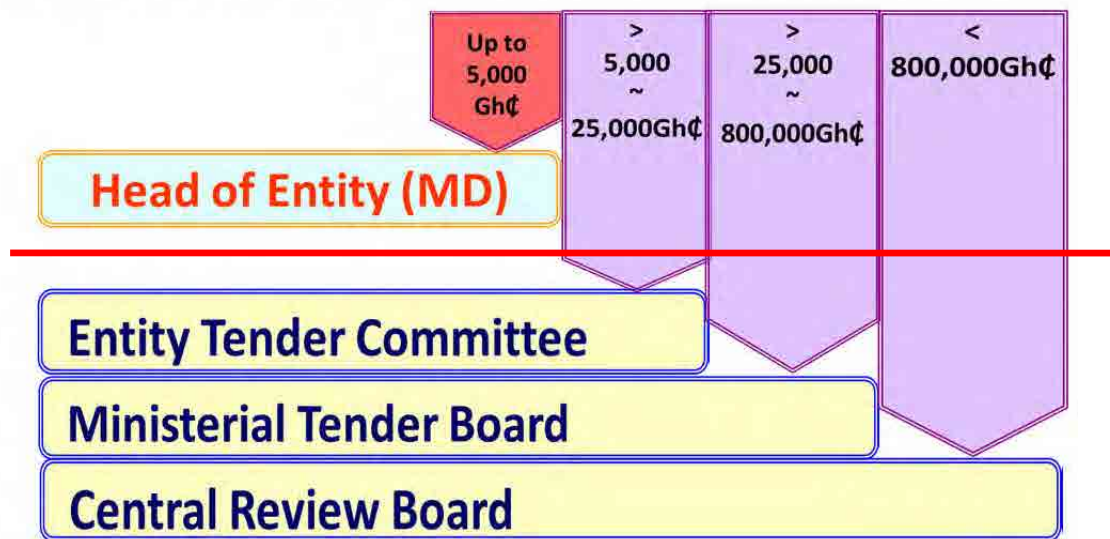 Up to
5,000
Gh₵
>
5,000
~
25,000Gh₵
>
25,000
~
800,000Gh₵
<
800,000Gh₵
Head of Entity (MD)
Entity Tender Committee
Ministerial Tender Board
Central Review Board